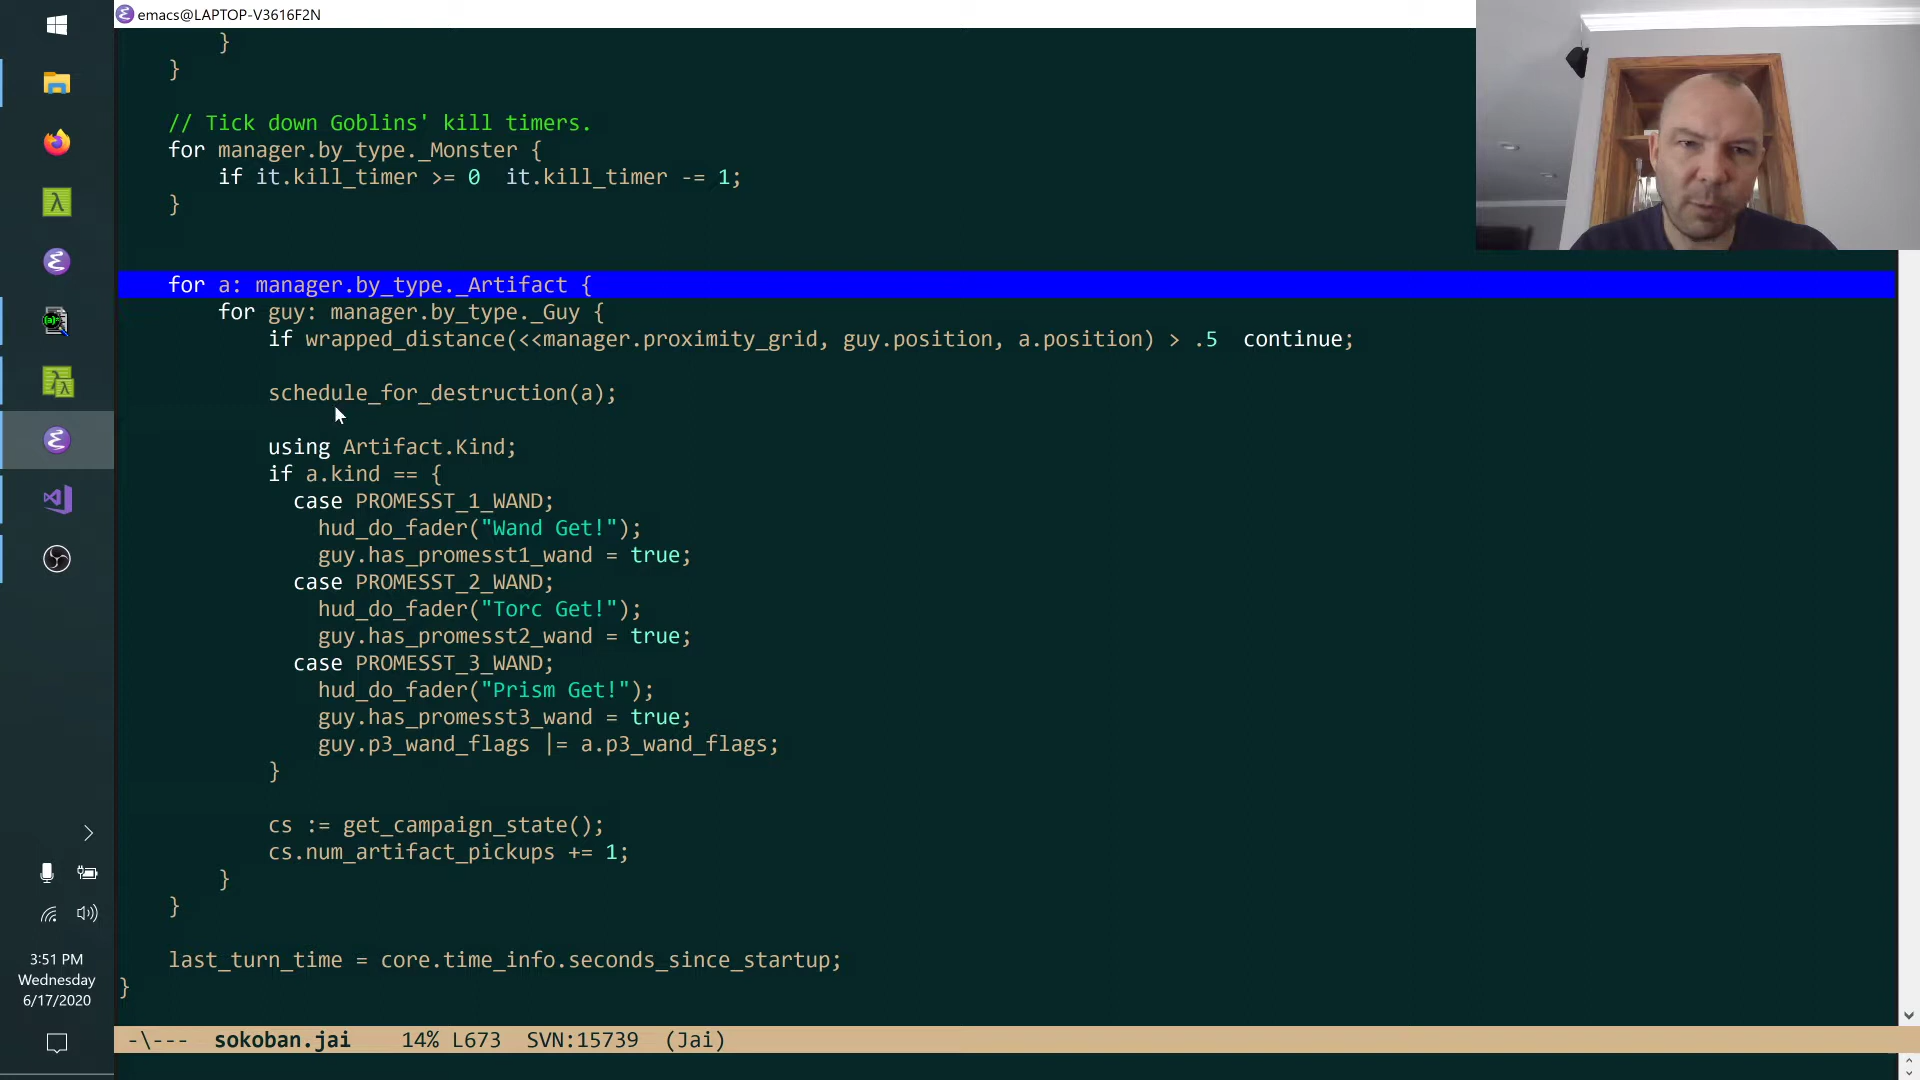 emacs@LAPTOP-V3616F2N
}
}
// Tick down Goblins' kill timers.
for manager.by_type._Monster {
if it.kill_timer >= 0  it.kill_timer -= 1;
}
for a: manager.by_type._Artifact {
for guy: manager.by_type._Guy {
if wrapped_distance(<<manager.proximity_grid, guy.position, a.position) > .5  continue;
schedule_for_destruction(a);
using Artifact.Kind;
if a.kind == {
case PROMESST_1_WAND;
hud_do_fader("Wand Get!");
guy.has_promesst1_wand = true;
case PROMESST_2_WAND;
hud_do_fader("Torc Get!");
guy.has_promesst2_wand = true;
case PROMESST_3_WAND;
hud_do_fader("Prism Get!");
guy.has_promesst3_wand = true;
guy.p3_wand_flags |= a.p3_wand_flags;
}
cs := get_campaign_state();
cs.num_artifact_pickups += 1;
}
}
last_turn_time = core.time_info.seconds_since_startup;
}
-\--- sokoban.jai 14% L673 SVN:15739 (Jai)
3:51 PM
Wednesday
6/17/2020